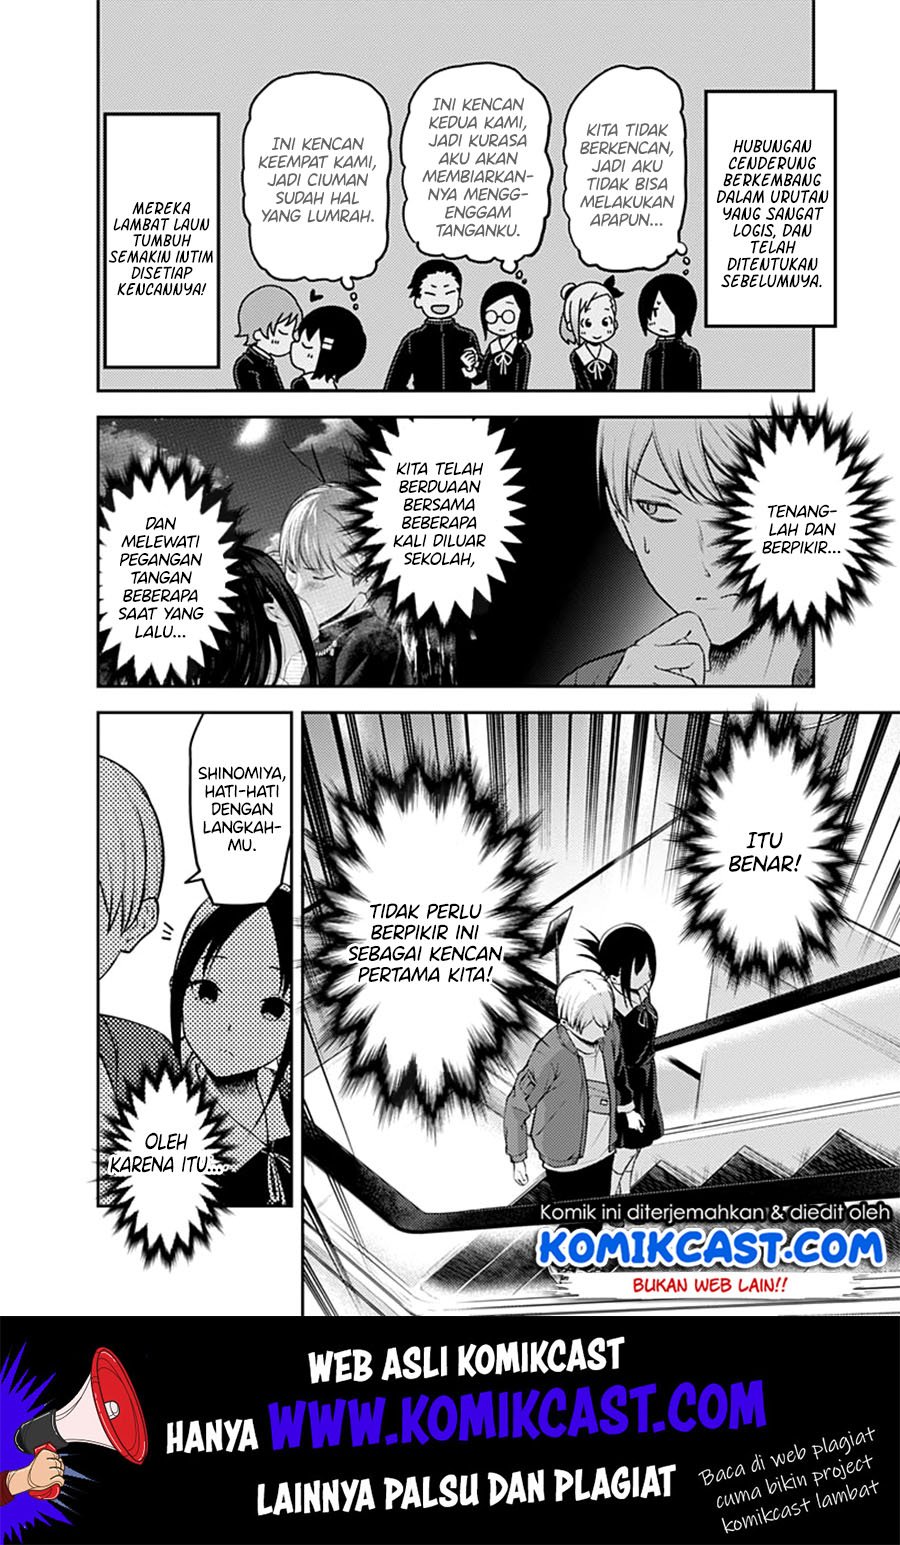 HUBUNGAN
CENDERUNG
BERKEMBANG
DALAM URUTAN
YANG SANGAT
LOGIS, DAN
TELAH
DITENTUKAN
SEBELUMNYA.
KITA TIDAK
BERKENCAN,
JADI AKU
TIDAK BISA
MELAKUKAN
APAPUN...
INI KENCAN
KEDUA KAMI,
JADI KURASA
AKU AKAN
MEMBIARKAN-
NYA MENGG-
ENGGAM
TANGANKU.
INI KENCAN
KEEMPAT KAMI,
JADI CIUMAN
SUDAH HAL
YANG LUMRAH.
MEREKA
LAMBAT LAUN
TUMBUH
SEMAKIN INTIM
DISETIAP
KENCANNYA!
TENANG-
LAH DAN
BERPIKIR...
KITA TELAH
BERDUAAN
BERSAMA
BEBERAPA
KALI DILUAR
SEKOLAH,
DAN
MELEWATI
PEGANGAN
TANGAN
BEBERAPA
SAAT YANG
LALU...
ITU
BENAR!
TIDAK PERLU
BERPIKIR INI
SEBAGAI KENCAN
PERTAMA KITA!
SHINOMIYA,
HATI-HATI
DENGAN
LANGKAH-
MU.
OLEH
KARENA ITU...
Komik ini diterjemahkan & diedit oleh
KOMIKCAST.COM
BUKAN WEB LAIN!!
WEB ASLI KOMIKCAST
HANYA WWW.KOMIKCAST.COM
LAINNYA PALSU DAN PLAGIAT
Baca di web plagiat
cuma bikin project
komikcast lambat